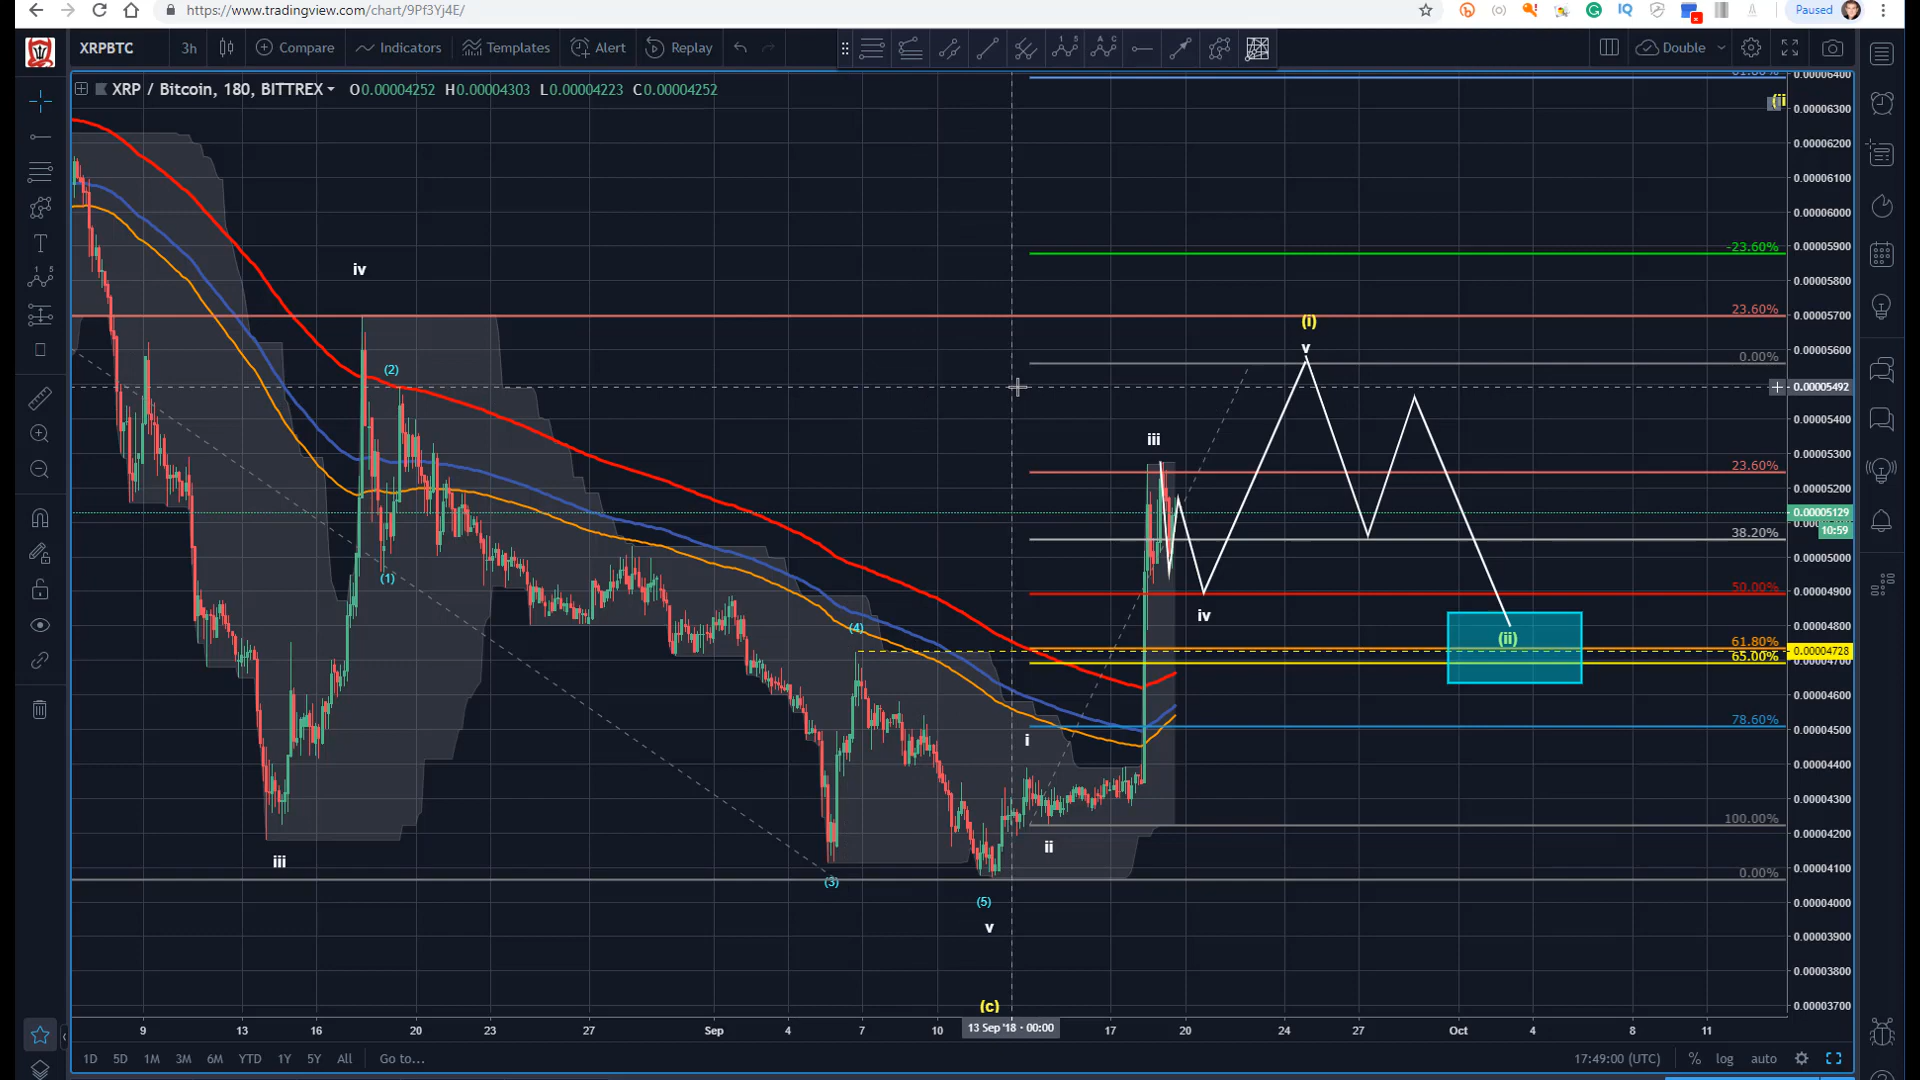 https://www.tradingview.com/chart/9Pf3Yj4E/
Paused
XRPBTC 3h Compare Indicators Templates Alert Replay Double
XRP / Bitcoin, 180, BITTREX O0.00004252 H0.00004303 L0.00004223 C0.00004252
0.00006400
(ii
0.00006300
0.00006200
0.00006100
0.00006000
-23.60% 0.00005900
iv
0.00005800
23.60% 0.00005700
(i)
v
0.00005600
0.00%
(2)
0.00005492
0.00005400
iii
0.00005300
23.60%
0.00005200
0.00005129
10:59
38.20%
0.00005000
(1)
50.00% 0.00004900
iv
(4)
0.00004800
(ii)
61.80%
0.00004728
65.00%
0.00004600
78.60%
0.00004500
i
0.00004400
0.00004300
100.00%
0.00004200
ii
iii
0.00%
0.00004100
(3)
(5)
0.00004000
v
0.00003900
0.00003800
(c)
0.00003700
9 13 16 20 23 27 Sep 4 7 10 13 Sep '18 - 00:00 17 20 24 27 Oct 4 8 11
1D 5D 1M 3M 6M YTD 1Y 5Y All Go to... 17:49:00 (UTC) % log auto